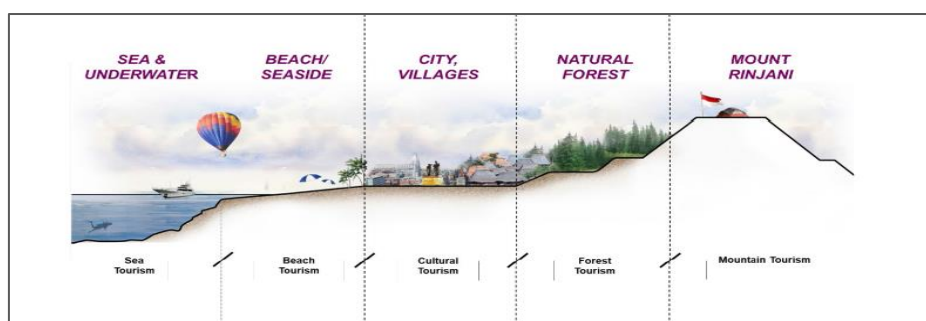 SEA &
UNDERWATER
BEACH/
SEASIDE
CITY,
VILLAGES
NATURAL
FOREST
MOUNT
RINJANI
Sea
Tourism
Beach
Tourism
Cultural
Tourism
Forest
Tourism
Mountain Tourism